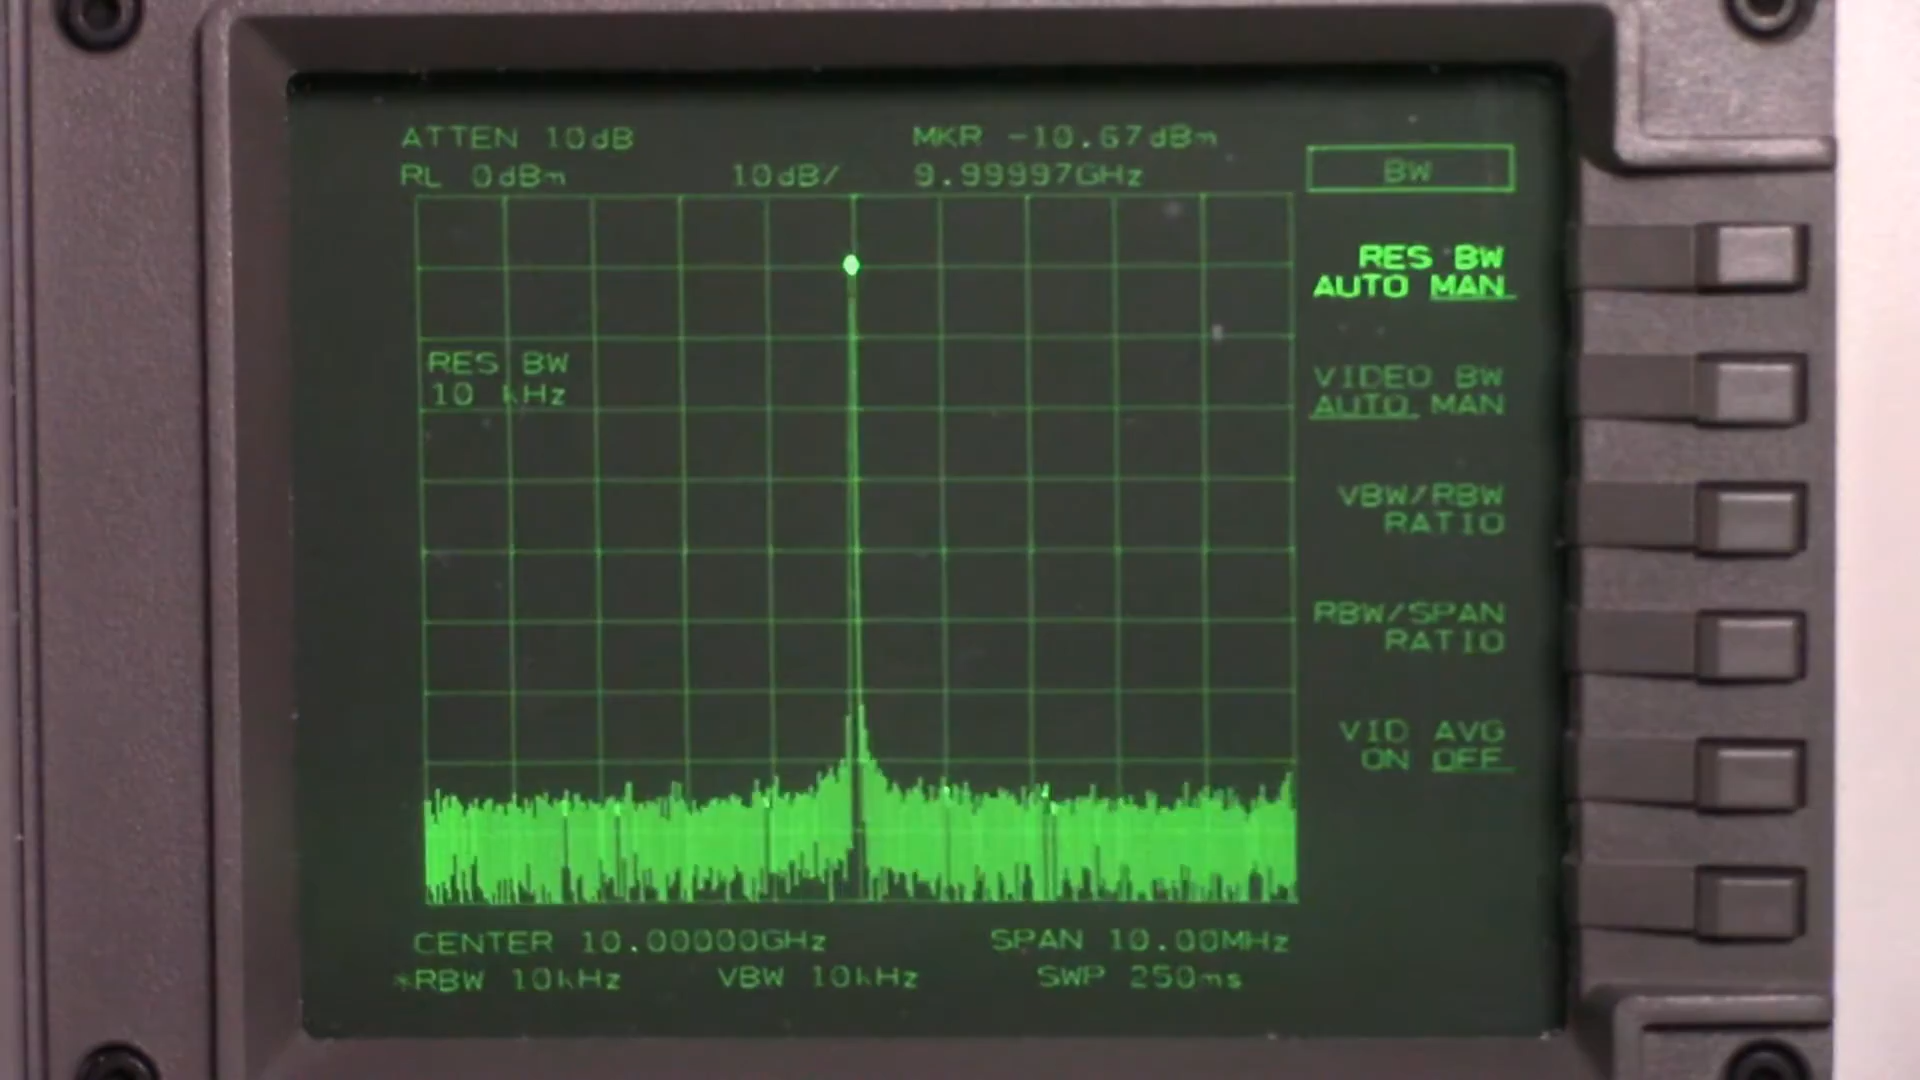 ATTEN 10dB
MKR -10.67dBm
RL 0dBm
10dB/
9.99997GHz
BW
RES BW
AUTO MAN
RES BW
10 kHz
VIDEO BW
AUTO MAN
VBW/RBW
RATIO
RBW/SPAN
RATIO
VID AVG
ON OFF
CENTER 10.00000GHz
SPAN 10.00MHz
*RBW 10kHz
VBW 10kHz
SWP 250ms